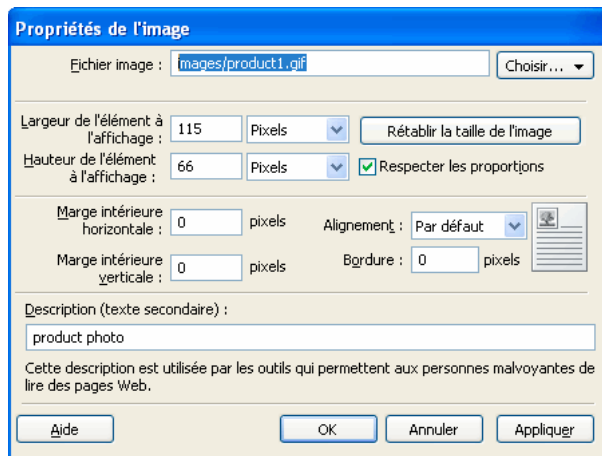 Propriétés de l'image
Fichier image : images/product1.gif Choisir...
Largeur de l'élément à
l'affichage : 115 Pixels Rétablir la taille de l'image
Hauteur de l'élément
à l'affichage : 66 Pixels Respecter les proportions
Marge intérieure
horizontale : 0 pixels Alignement : Par défaut
Marge intérieure
verticale : 0 pixels Bordure : 0 pixels
Description (texte secondaire) :
product photo
Cette description est utilisée par les outils qui permettent aux personnes malvoyantes de
lire des pages Web.
Aide OK Annuler Appliquer